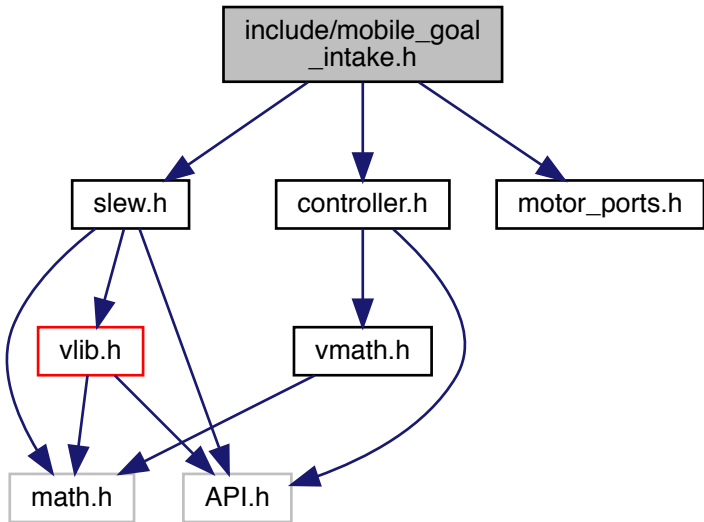 include/mobile_goal
_intake.h
slew.h
controller.h
motor_ports.h
vlib.h
vmath.h
math.h
API.h